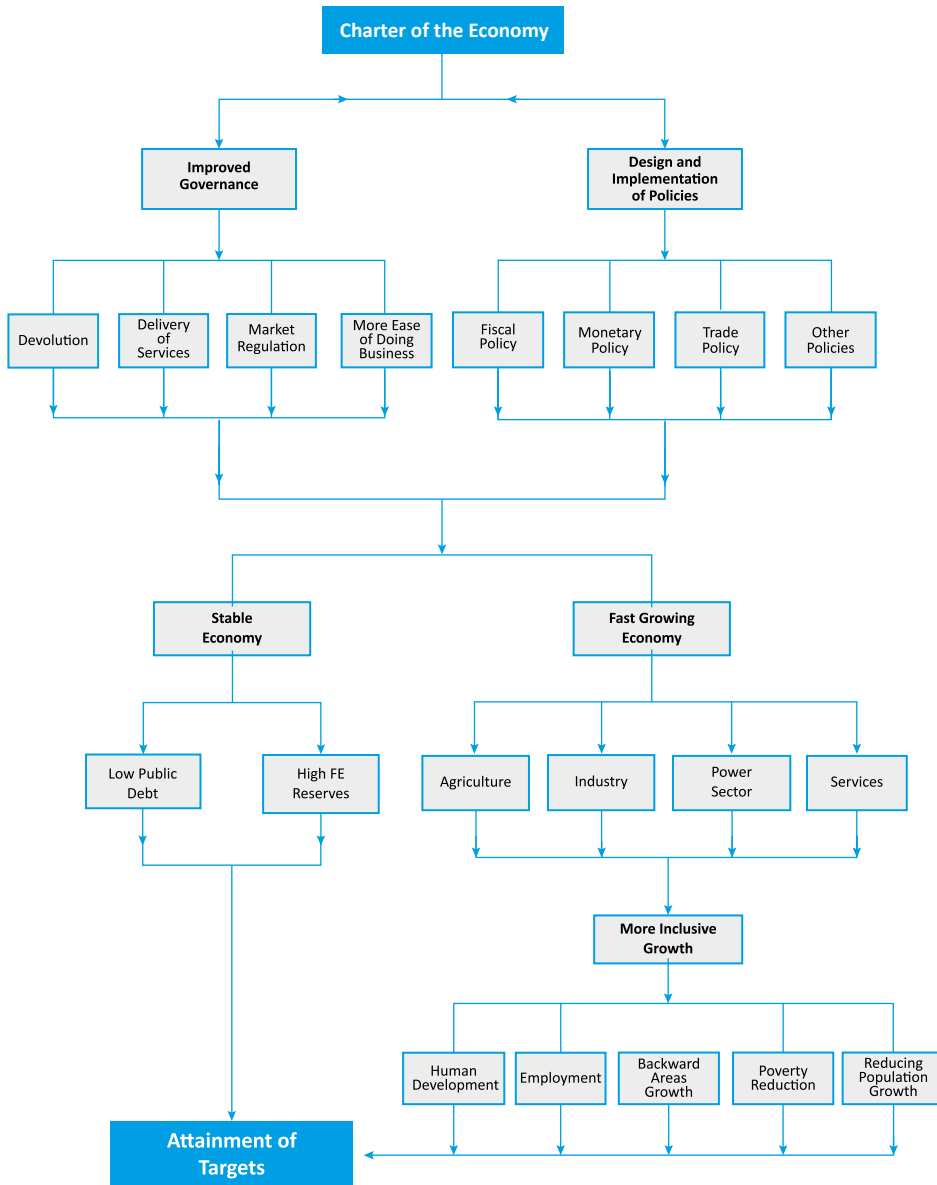 Charter of the Economy
Improved
Governance
Design and
Implementation
of Policies
Devolution
Delivery
of
Services
Market
Regulation
More Ease
of Doing
Business
Fiscal
Policy
Monetary
Policy
Trade
Policy
Other
Policies
Stable
Economy
Fast Growing
Economy
Low Public
Debt
High FE
Reserves
Agriculture
Industry
Power
Sector
Services
More Inclusive
Growth
Human
Development
Employment
Backward
Areas
Growth
Poverty
Reduction
Reducing
Population
Growth
Attainment of
Targets